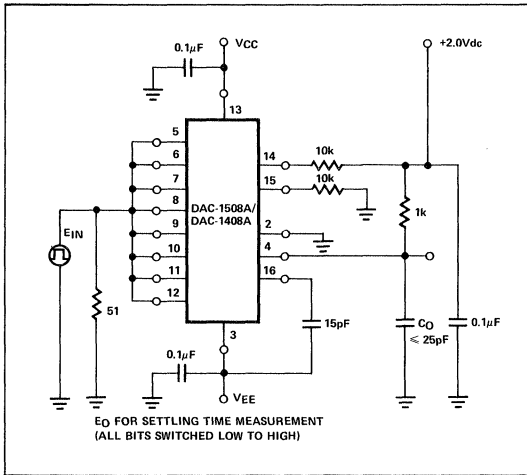 0.1µF
VCC
+2.0Vdc
13
5
6
7
8
9
10
11
12
DAC-1508A/
DAC-1408A
14
10k
15
10k
2
4
16
1k
EIN
51
15pF
CO
≤ 25pF
0.1µF
3
0.1µF
VEE
EO FOR SETTLING TIME MEASUREMENT
(ALL BITS SWITCHED LOW TO HIGH)